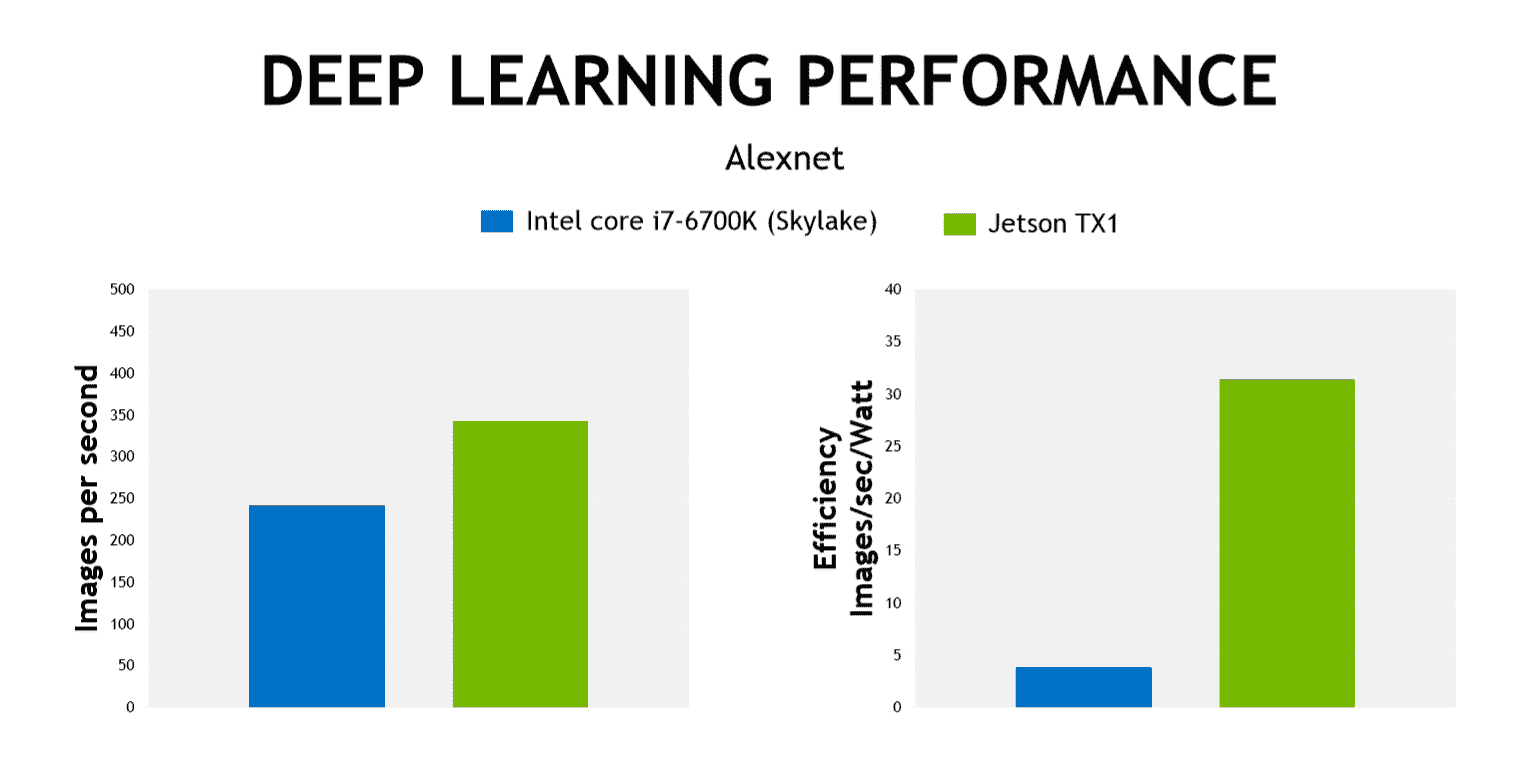 DEEP LEARNING PERFORMANCE
Alexnet
Intel core i7-6700K (Skylake)
Jetson TX1
Images per second
500
450
400
350
300
250
200
150
100
50
0
Efficiency
Images/sec/Watt
40
35
30
25
20
15
10
5
0